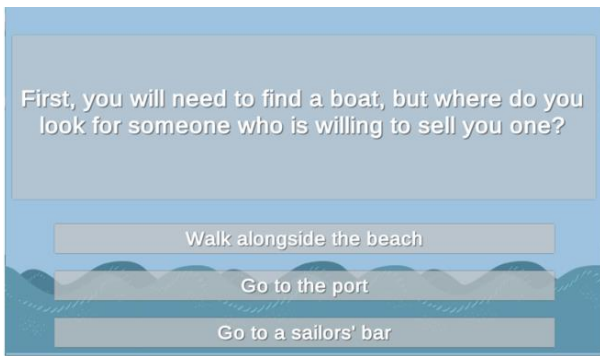 First, you will need to find a boat, but where do you
look for someone who is willing to sell you one?
Walk alongside the beach
Go to the port
Go to a sailors' bar